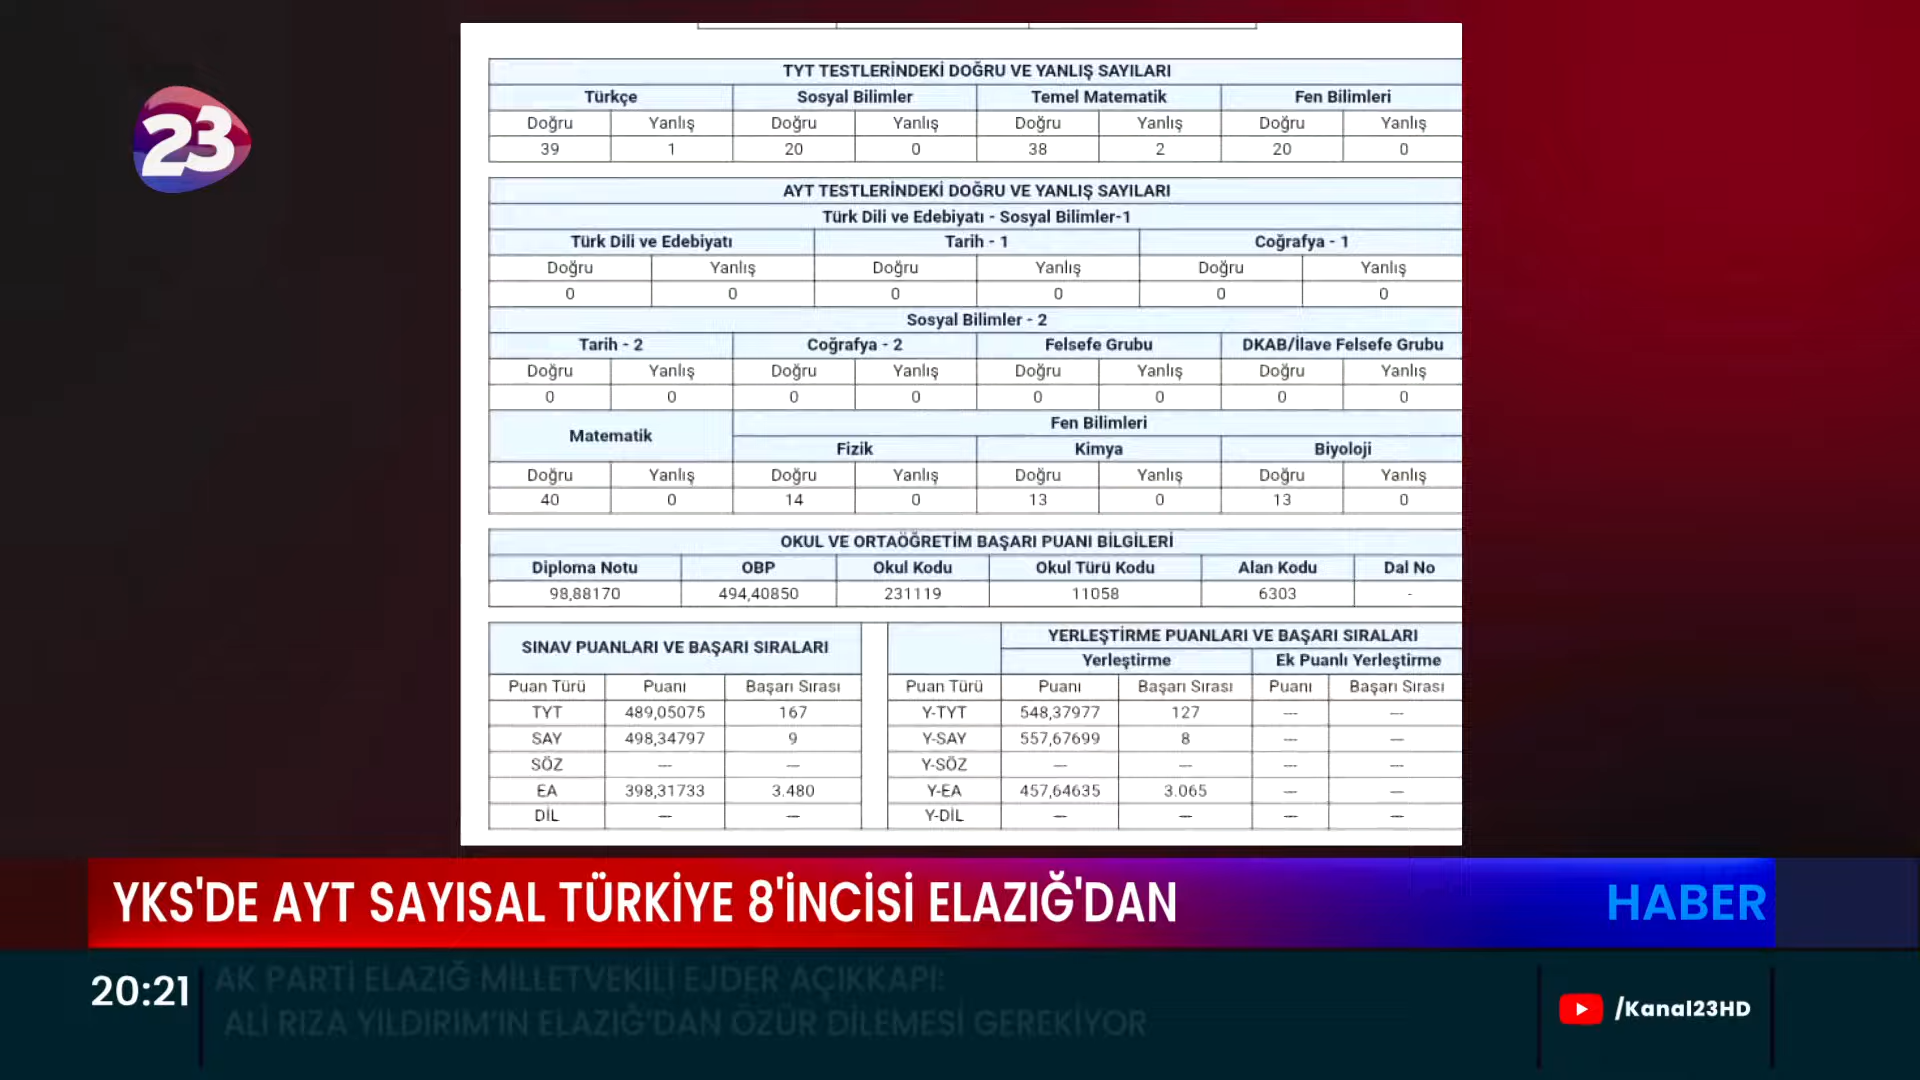 23
TYT TESTLERİNDEKİ DOĞRU VE YANLIŞ SAYILARI
Türkçe Sosyal Bilimler Temel Matematik Fen Bilimleri
Doğru Yanlış Doğru Yanlış Doğru Yanlış Doğru Yanlış
39 1 20 0 38 2 20 0
AYT TESTLERİNDEKİ DOĞRU VE YANLIŞ SAYILARI
Türk Dili ve Edebiyatı - Sosyal Bilimler-1
Türk Dili ve Edebiyatı Tarih - 1 Coğrafya - 1
Doğru Yanlış Doğru Yanlış Doğru Yanlış
0 0 0 0 0 0
Sosyal Bilimler - 2
Tarih - 2 Coğrafya - 2 Felsefe Grubu DKAB/İlave Felsefe Grubu
Doğru Yanlış Doğru Yanlış Doğru Yanlış Doğru Yanlış
0 0 0 0 0 0 0 0
Matematik Fen Bilimleri
Fizik Kimya Biyoloji
Doğru Yanlış Doğru Yanlış Doğru Yanlış Doğru Yanlış
40 0 14 0 13 0 13 0
OKUL VE ORTAÖĞRETİM BAŞARI PUANI BİLGİLERİ
Diploma Notu OBP Okul Kodu Okul Türü Kodu Alan Kodu Dal No
98,88170 494,40850 231119 11058 6303 -
SINAV PUANLARI VE BAŞARI SIRALARI
Puan Türü Puanı Başarı Sırası
TYT 489,05075 167
SAY 498,34797 9
SÖZ --- ---
EA 398,31733 3.480
DİL --- ---
YERLEŞTİRME PUANLARI VE BAŞARI SIRALARI
Yerleştirme Ek Puanlı Yerleştirme
Puan Türü Puanı Başarı Sırası Puanı Başarı Sırası
Y-TYT 548,37977 127 --- ---
Y-SAY 557,67699 8 --- ---
Y-SÖZ --- --- --- ---
Y-EA 457,64635 3.065 --- ---
Y-DİL --- --- --- ---
YKS'DE AYT SAYISAL TÜRKİYE 8'İNCİSİ ELAZIĞ'DAN
HABER
20:21
AK PARTİ ELAZIĞ MİLLETVEKİLİ EJDER AÇIKKAPI:
ALİ RIZA YILDIRIM'IN ELAZIĞ'DAN ÖZÜR DİLEMESİ GEREKİYOR
/Kanal23HD